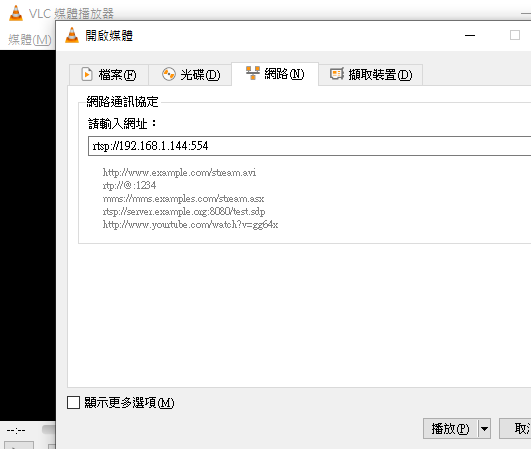 VLC 媒體播放器
媒體(M)
開啟媒體
檔案(F)
光碟(D)
網路(N)
擷取裝置(D)
網路通訊協定
請輸入網址：
rtsp://192.168.1.144:554
http://www.example.com/stream.avi
rtp://@:1234
mms://mms.examples.com/stream.asx
rtsp://server.example.org:8080/test.sdp
http://www.yourtube.com/watch?v=gg64x
顯示更多選項(M)
--:--
播放(P)
取消